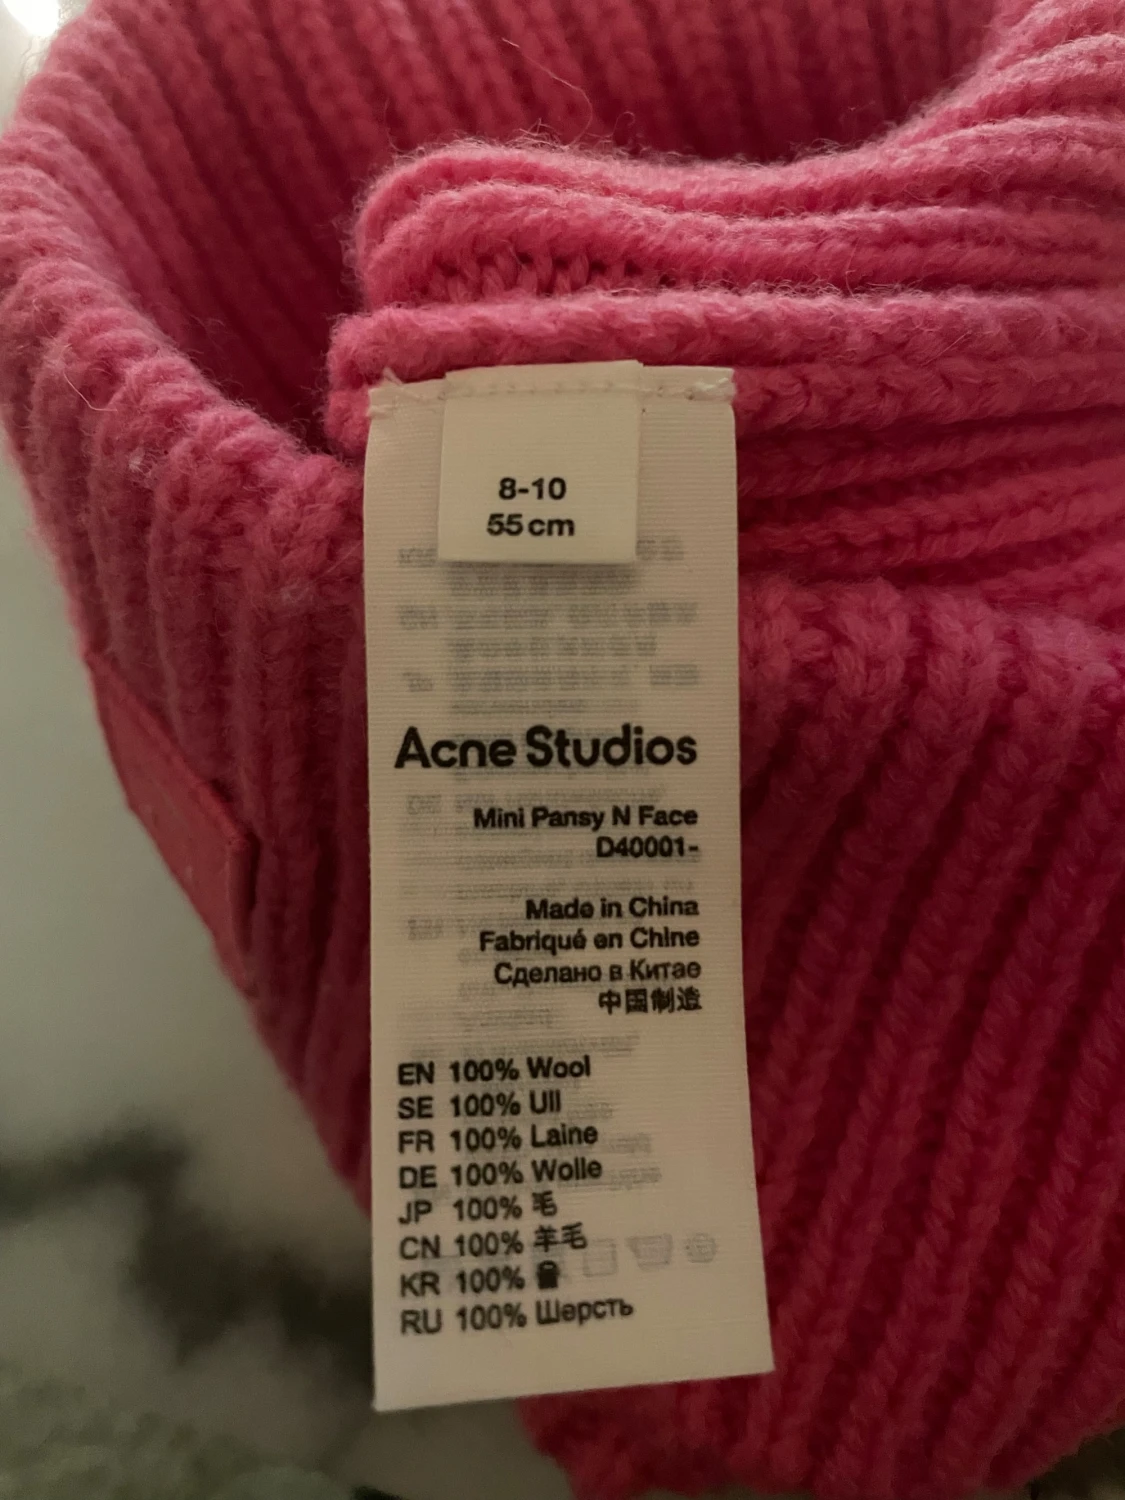 8-10
55 cm
Acne Studios
Mini Pansy N Face
D40001-
Made in China
Fabriqué en Chine
Сделано в Китае
中国制造
EN 100% Wool
SE 100% Ull
FR 100% Laine
DE 100% Wolle
JP 100% 毛
CN 100% 羊毛
KR 100%
RU 100% Шерсть